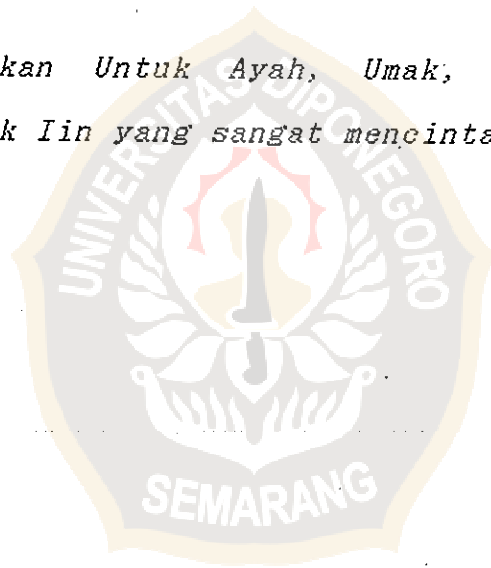 kan Untuk Ayah, Umak,
k Iin yang sangat mencinta
UNIVERSITAS DIPONEGORO
SEMARANG